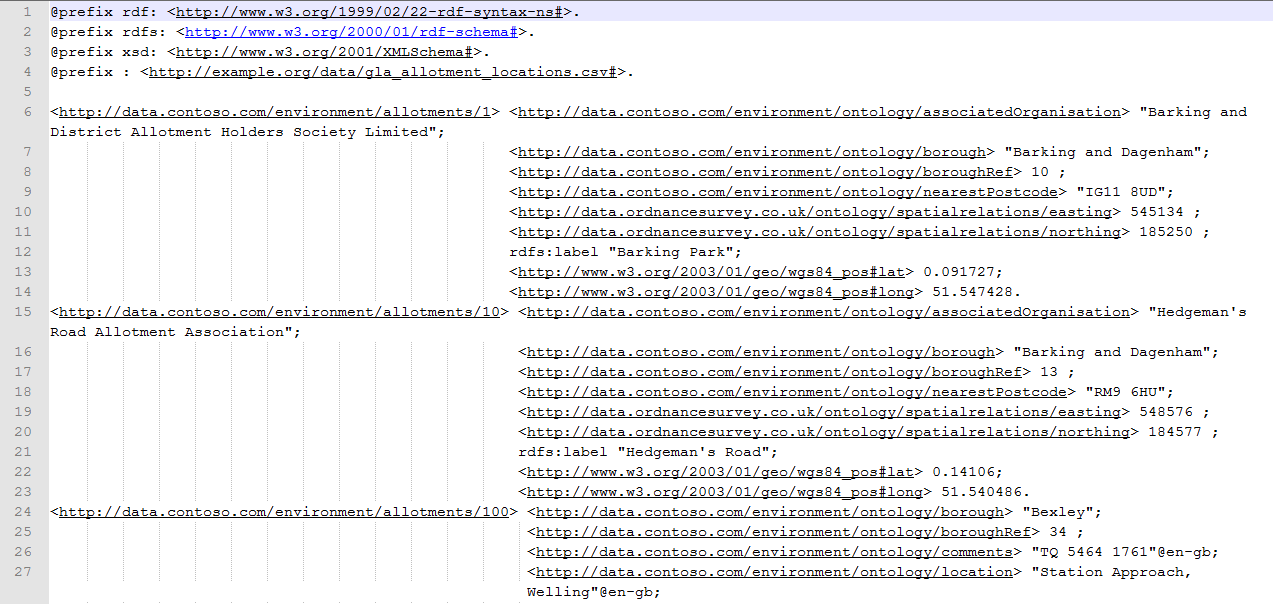 1 @prefix rdf: <http://www.w3.org/1999/02/22-rdf-syntax-ns#>.
2 @prefix rdfs: <http://www.w3.org/2000/01/rdf-schema#>.
3 @prefix xsd: <http://www.w3.org/2001/XMLSchema#>.
4 @prefix : <http://example.org/data/gla_allotment_locations.csv#>.
5
6 <http://data.contoso.com/environment/allotments/1> <http://data.contoso.com/environment/ontology/associatedOrganisation> "Barking and
District Allotment Holders Society Limited";
7 <http://data.contoso.com/environment/ontology/borough> "Barking and Dagenham";
8 <http://data.contoso.com/environment/ontology/boroughRef> 10 ;
9 <http://data.contoso.com/environment/ontology/nearestPostcode> "IG11 8UD";
10 <http://data.ordnancesurvey.co.uk/ontology/spatialrelations/easting> 545134 ;
11 <http://data.ordnancesurvey.co.uk/ontology/spatialrelations/northing> 185250 ;
12 rdfs:label "Barking Park";
13 <http://www.w3.org/2003/01/geo/wgs84_pos#lat> 0.091727;
14 <http://www.w3.org/2003/01/geo/wgs84_pos#long> 51.547428.
15 <http://data.contoso.com/environment/allotments/10> <http://data.contoso.com/environment/ontology/associatedOrganisation> "Hedgeman's
Road Allotment Association";
16 <http://data.contoso.com/environment/ontology/borough> "Barking and Dagenham";
17 <http://data.contoso.com/environment/ontology/boroughRef> 13 ;
18 <http://data.contoso.com/environment/ontology/nearestPostcode> "RM9 6HU";
19 <http://data.ordnancesurvey.co.uk/ontology/spatialrelations/easting> 548576 ;
20 <http://data.ordnancesurvey.co.uk/ontology/spatialrelations/northing> 184577 ;
21 rdfs:label "Hedgeman's Road";
22 <http://www.w3.org/2003/01/geo/wgs84_pos#lat> 0.14106;
23 <http://www.w3.org/2003/01/geo/wgs84_pos#long> 51.540486.
24 <http://data.contoso.com/environment/allotments/100> <http://data.contoso.com/environment/ontology/borough> "Bexley";
25 <http://data.contoso.com/environment/ontology/boroughRef> 34 ;
26 <http://data.contoso.com/environment/ontology/comments> "TQ 5464 1761"@en-gb;
27 <http://data.contoso.com/environment/ontology/location> "Station Approach,
Welling"@en-gb;